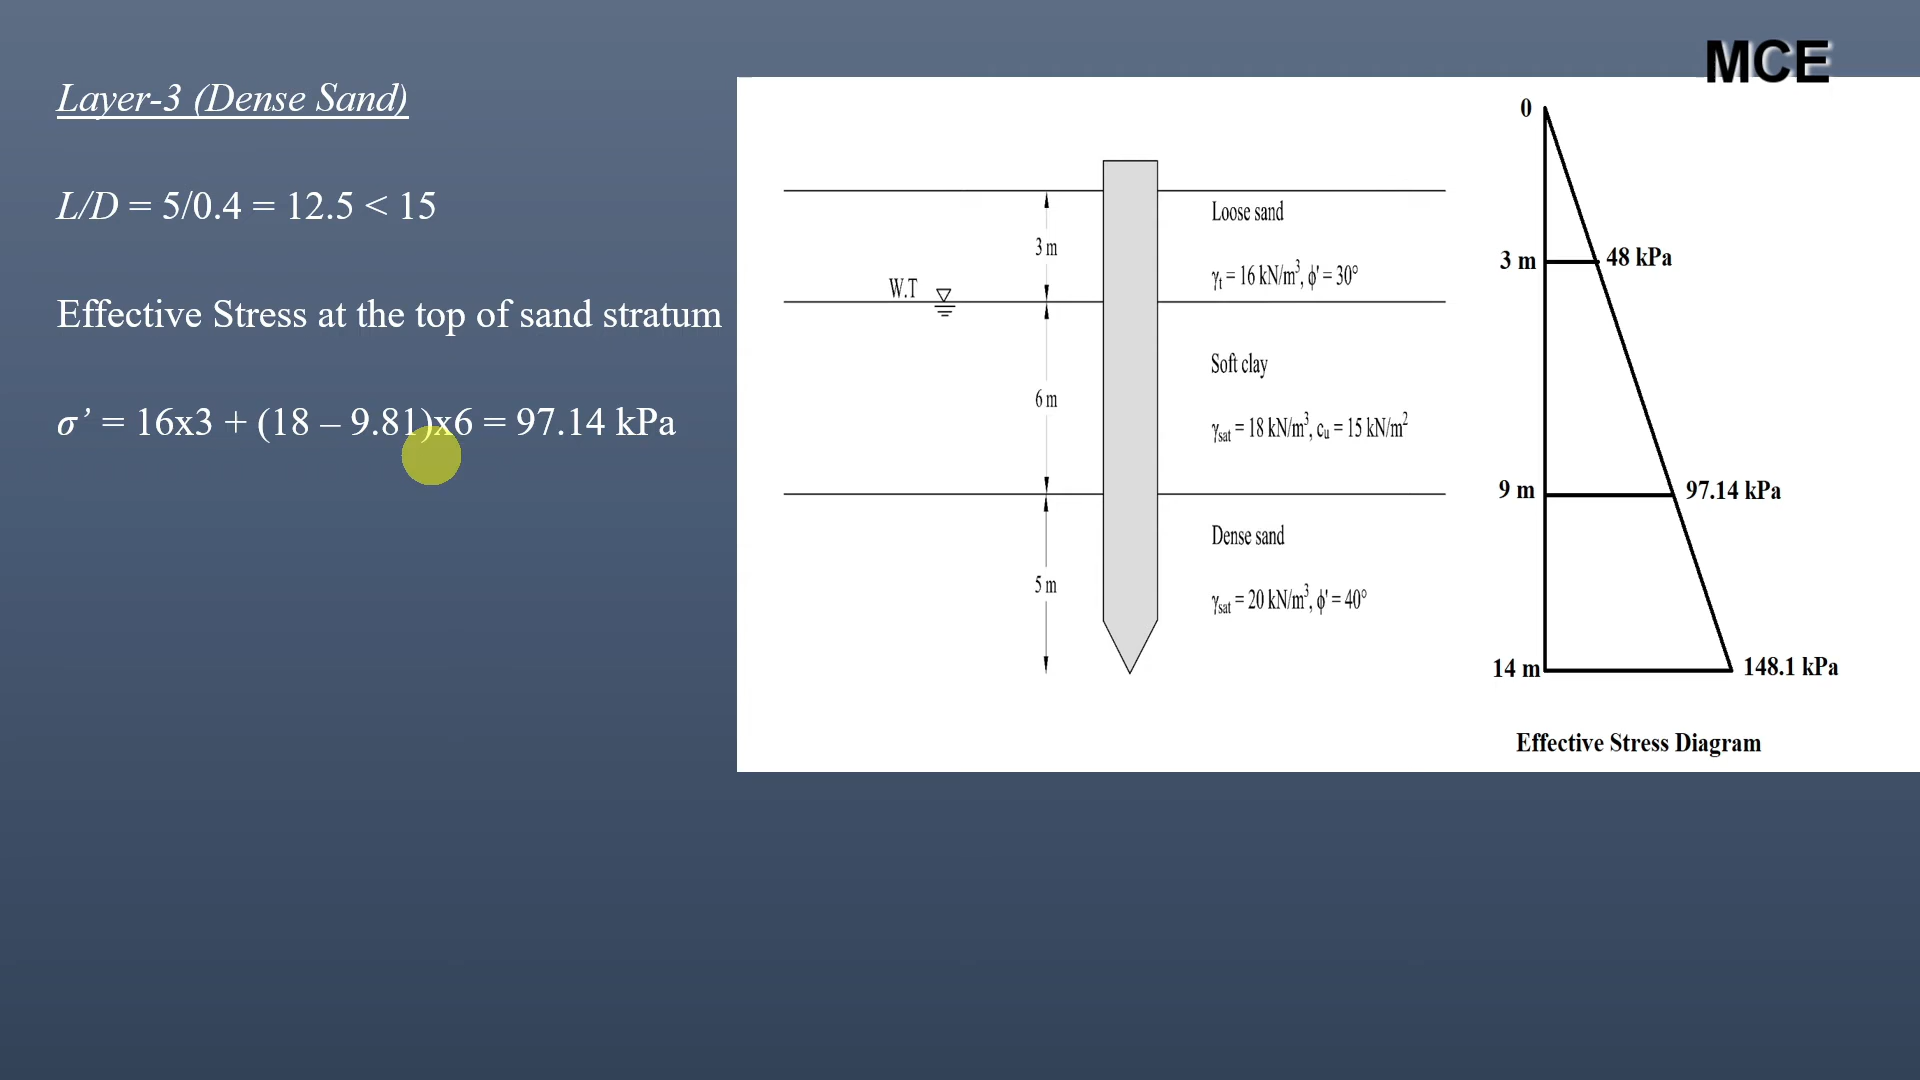 MCE
Layer-3 (Dense Sand)
L/D = 5/0.4 = 12.5 < 15
Effective Stress at the top of sand stratum
σ’ = 16x3 + (18 – 9.81)x6 = 97.14 kPa
Loose sand
3 m
γt = 16 kN/m³, ϕ' = 30°
W.T
Soft clay
6 m
γsat = 18 kN/m³, cu = 15 kN/m²
Dense sand
5 m
γsat = 20 kN/m³, ϕ' = 40°
0
3 m 48 kPa
9 m 97.14 kPa
14 m 148.1 kPa
Effective Stress Diagram